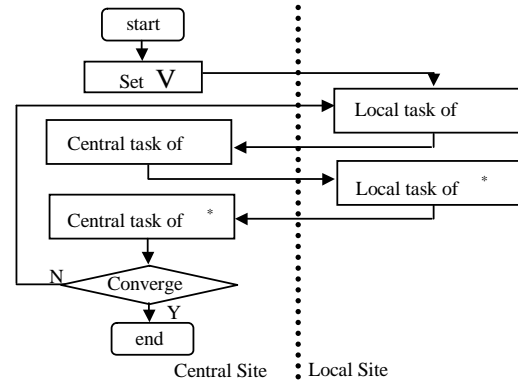 start
Set V
Local task of
Central task of
Local task of *
Central task of *
N
Converge
Y
end
Central Site
Local Site